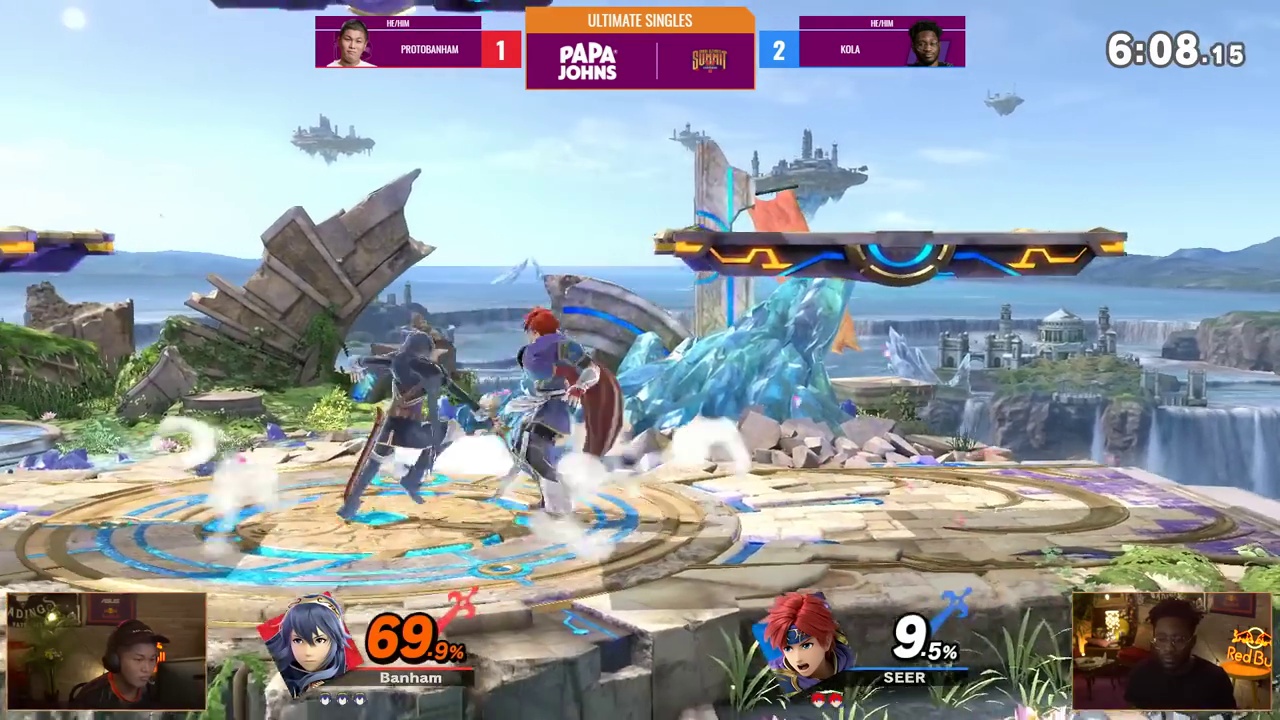 HE/HIM
PROTOBANHAM
1
ULTIMATE SINGLES
PAPA JOHNS
SUMMIT
2
HE/HIM
KOLA
6:08.15
69.9%
Banham
9.5%
SEER
Red Bu